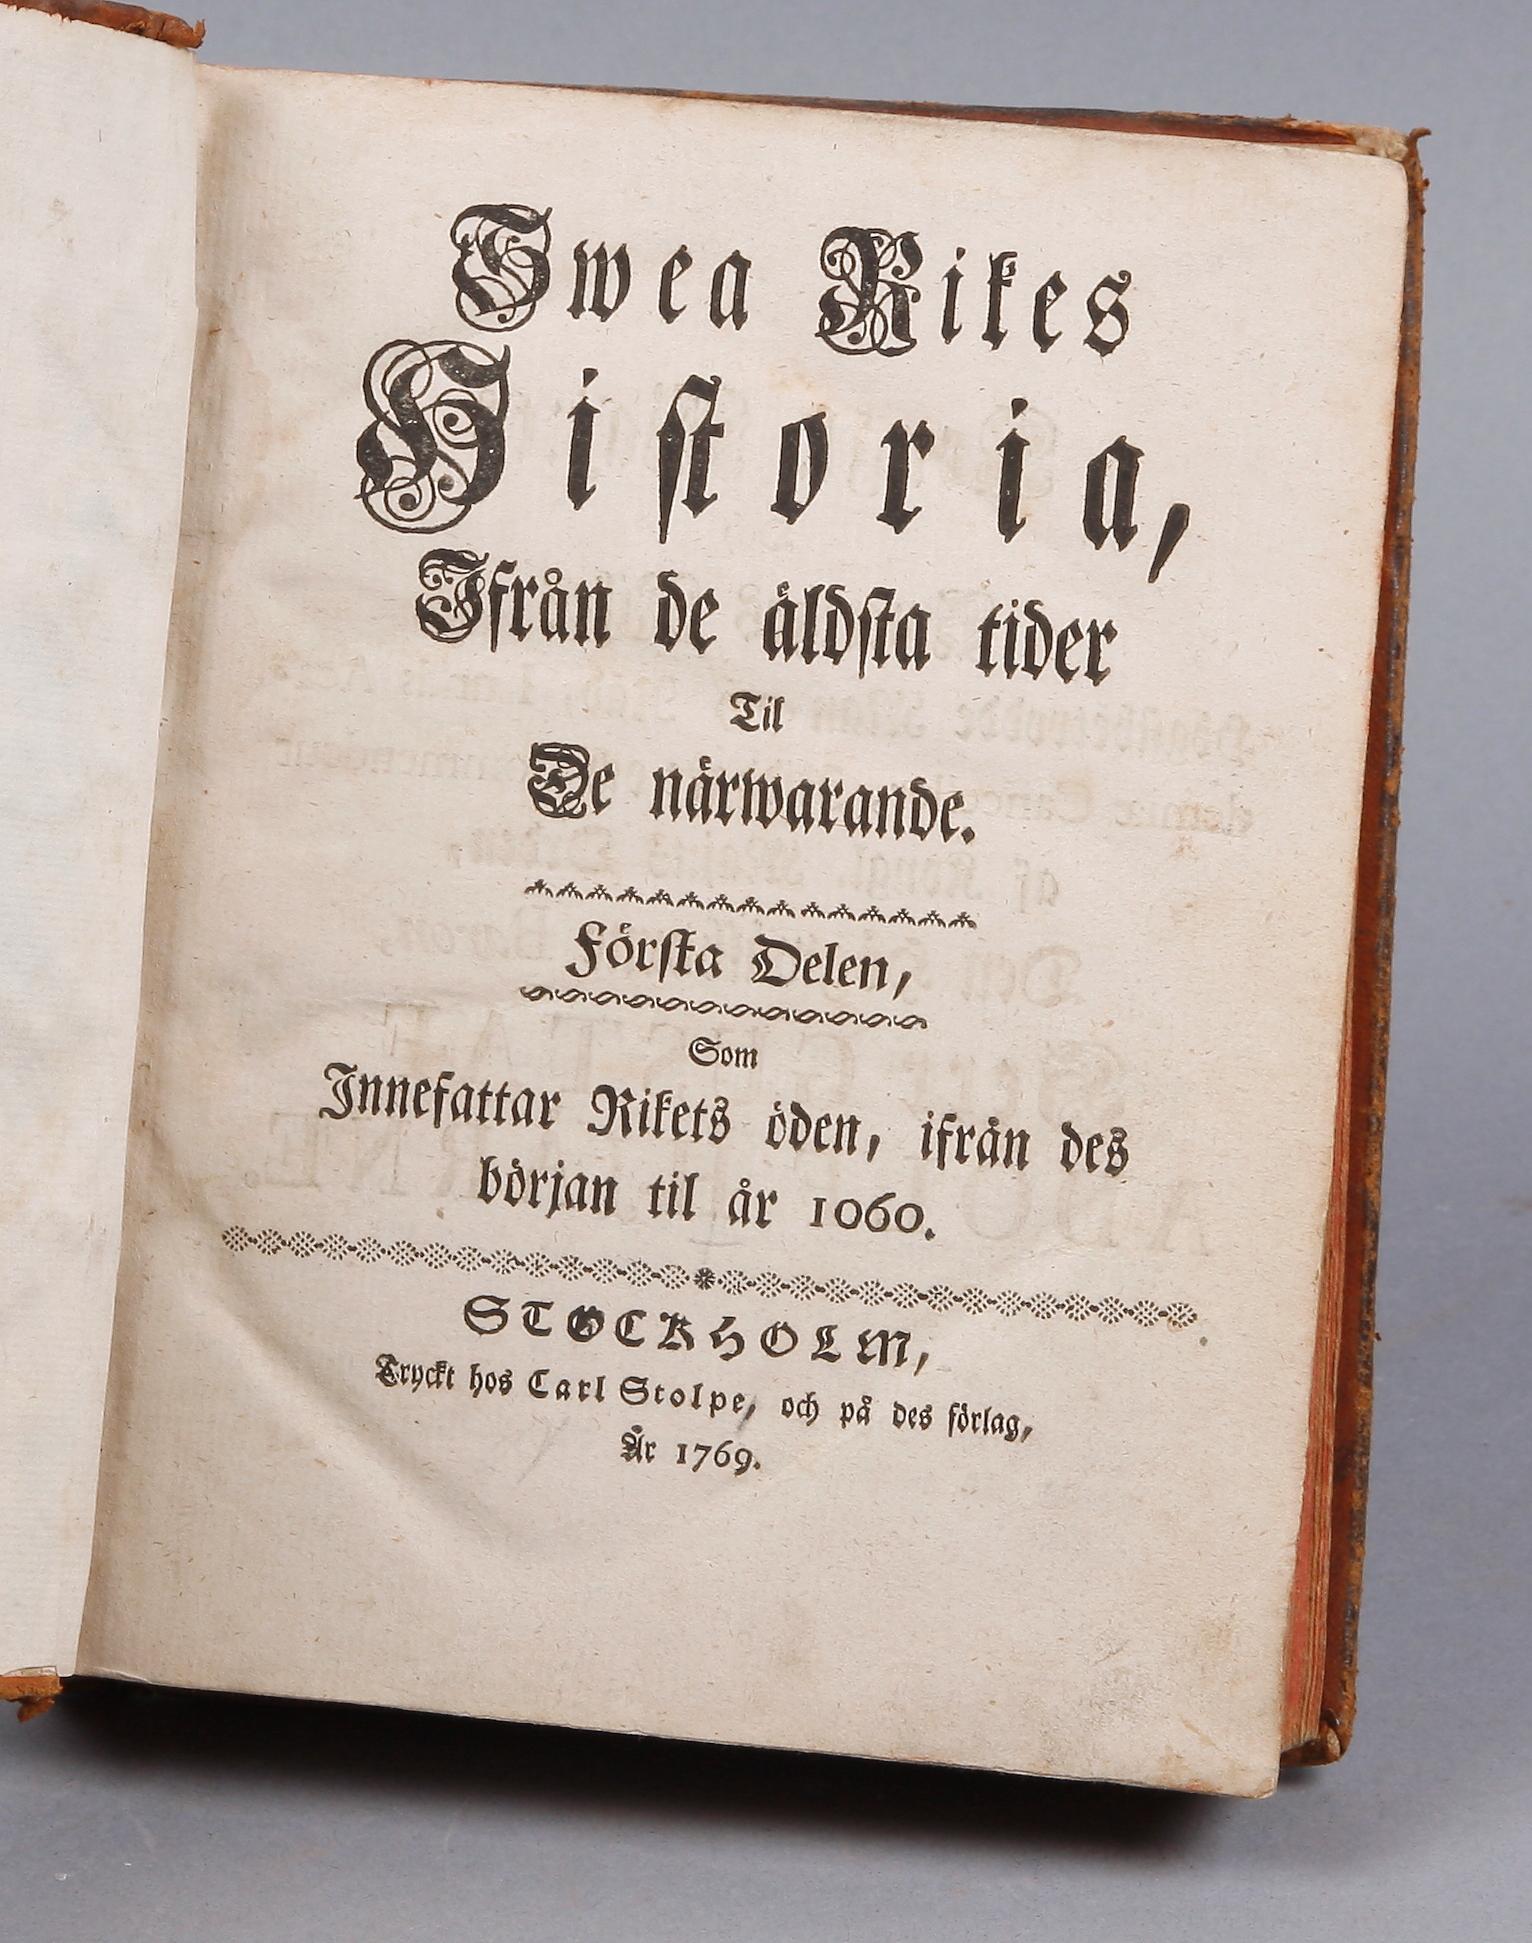 Swea Rikes
Historia,
Ifrån de äldsta tider
Til
De närwarande.
Första Delen,
Som
Innefattar Rikets öden, ifrån des
början til år 1060.
STOCKHOLM,
Tryckt hos Carl Stolpe, och på des förlag,
År 1769.